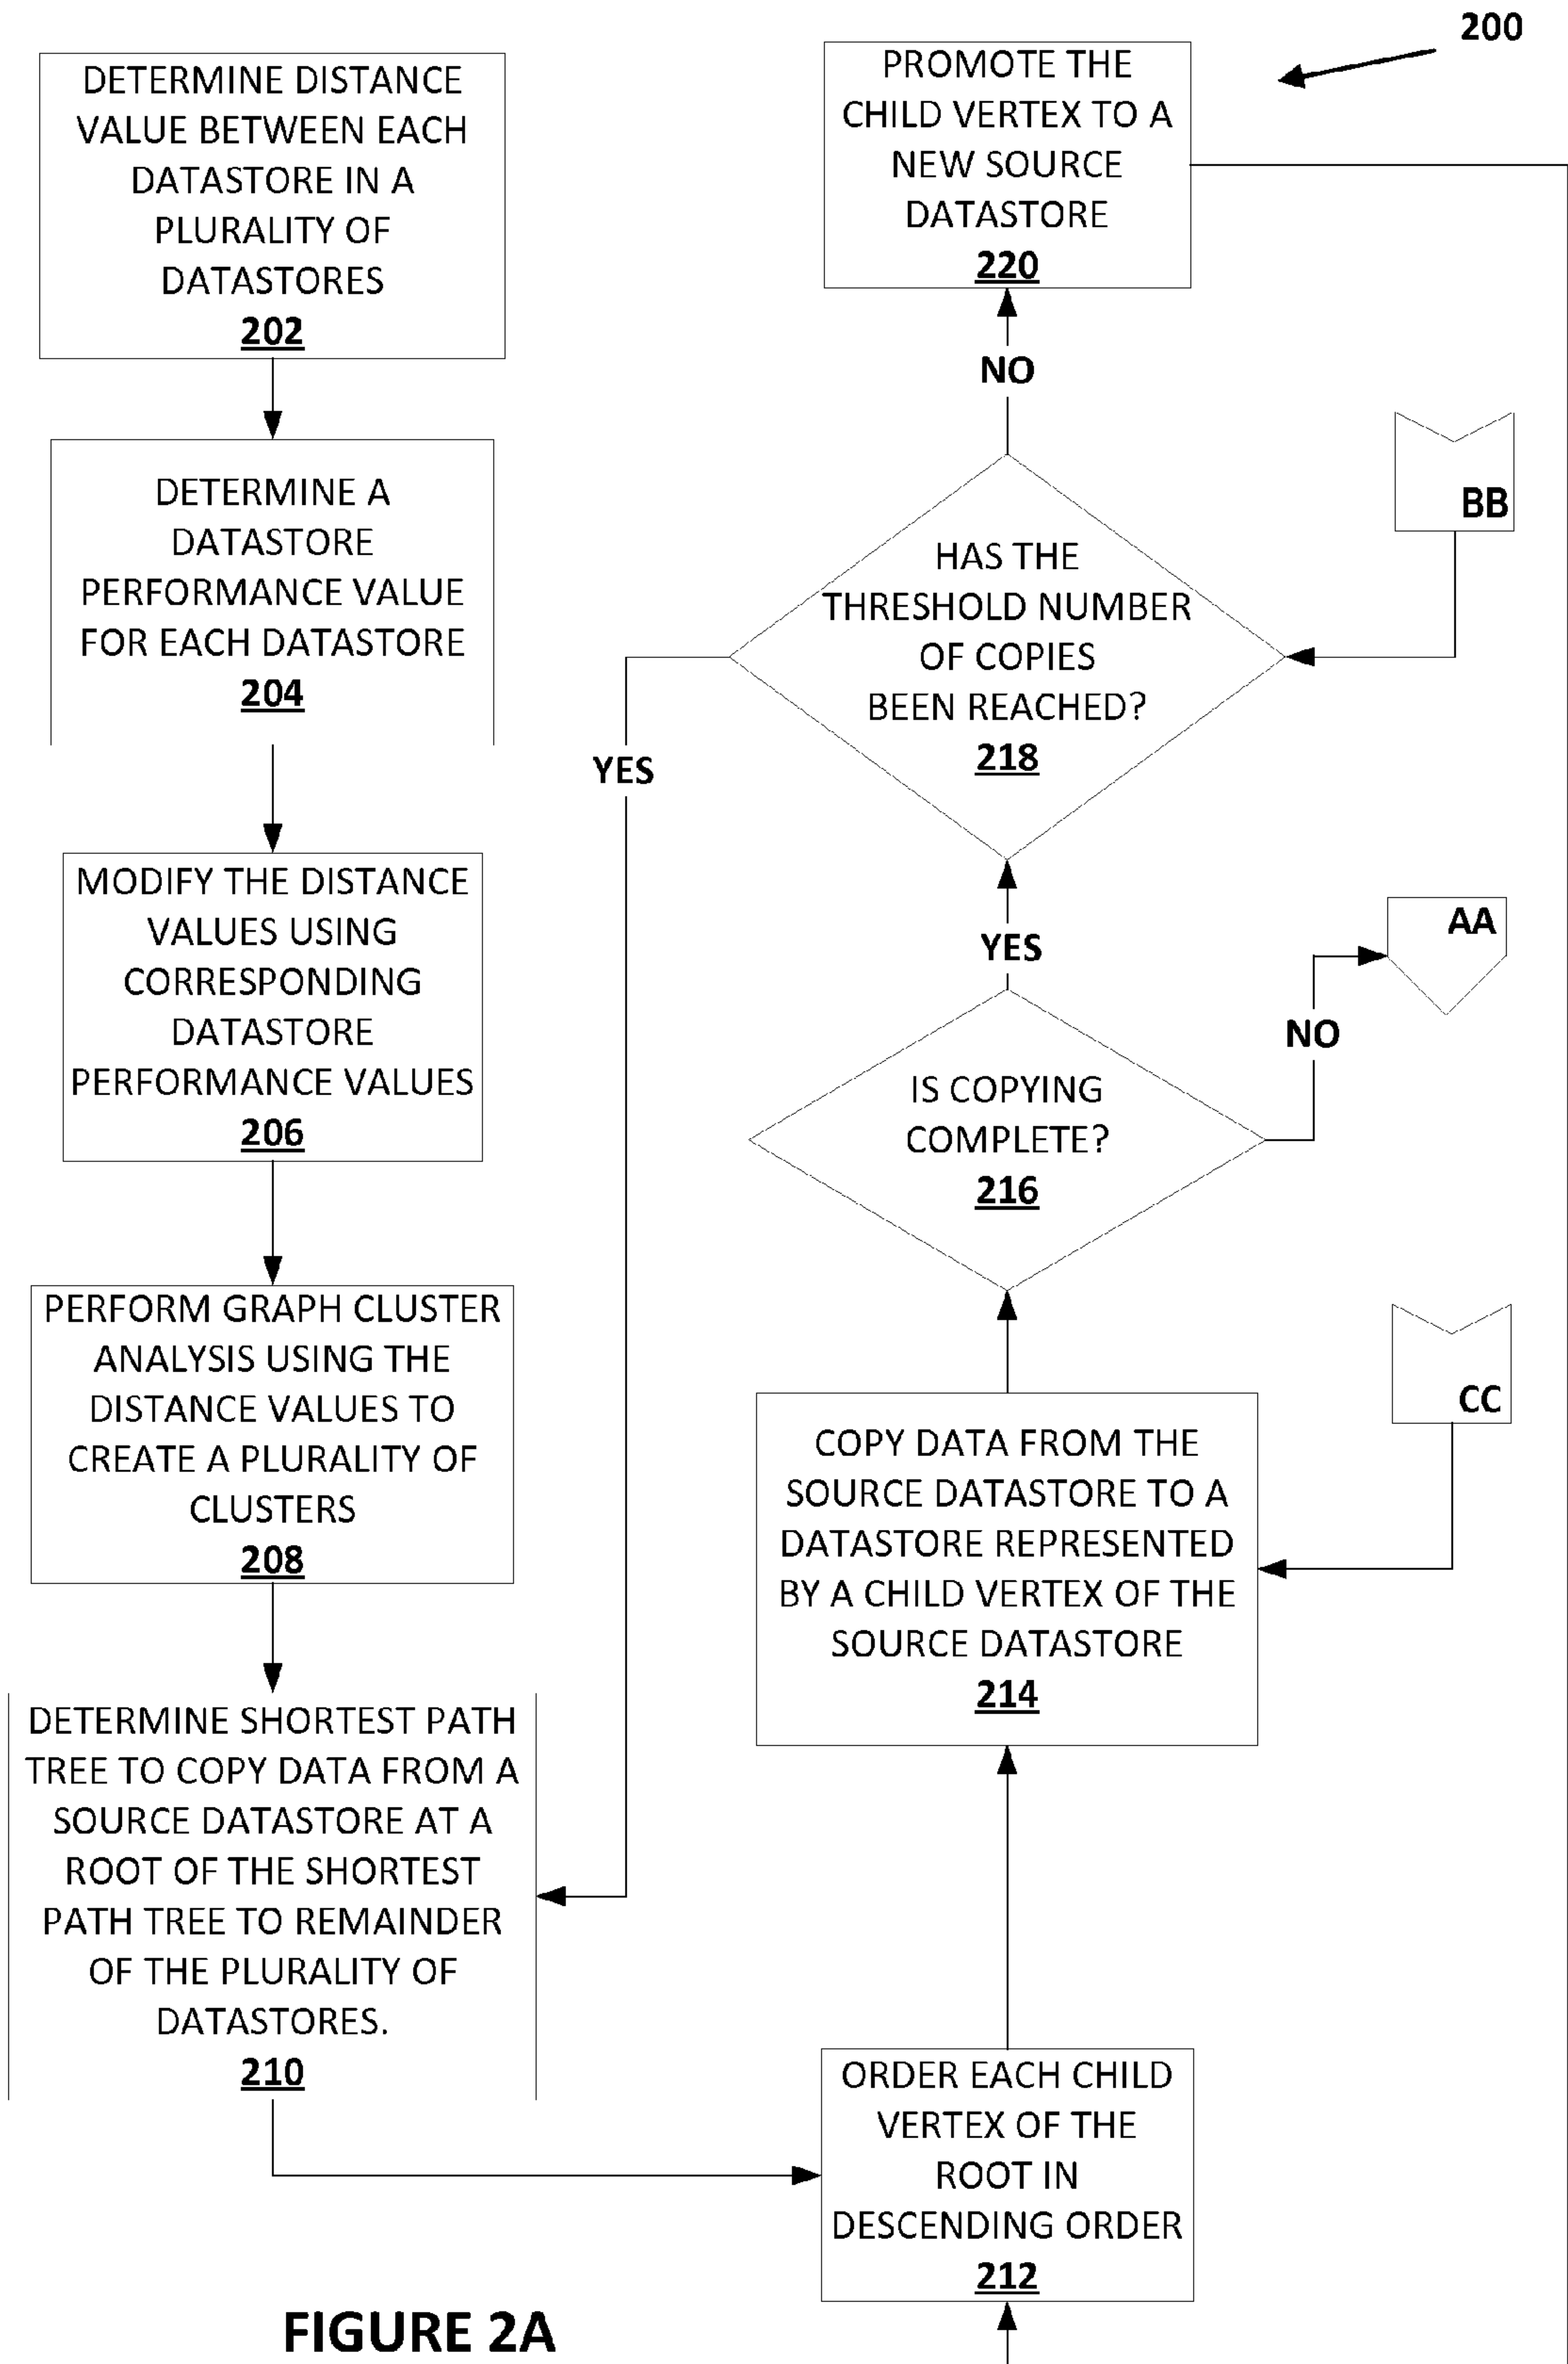 200
DETERMINE DISTANCE
VALUE BETWEEN EACH
DATASTORE IN A
PLURALITY OF
DATASTORES
202
DETERMINE A
DATASTORE
PERFORMANCE VALUE
FOR EACH DATASTORE
204
MODIFY THE DISTANCE
VALUES USING
CORRESPONDING
DATASTORE
PERFORMANCE VALUES
206
PERFORM GRAPH CLUSTER
ANALYSIS USING THE
DISTANCE VALUES TO
CREATE A PLURALITY OF
CLUSTERS
208
DETERMINE SHORTEST PATH
TREE TO COPY DATA FROM A
SOURCE DATASTORE AT A
ROOT OF THE SHORTEST
PATH TREE TO REMAINDER
OF THE PLURALITY OF
DATASTORES.
210
YES
PROMOTE THE
CHILD VERTEX TO A
NEW SOURCE
DATASTORE
220
NO
BB
HAS THE
THRESHOLD NUMBER
OF COPIES
BEEN REACHED?
218
YES
AA
NO
IS COPYING
COMPLETE?
216
CC
COPY DATA FROM THE
SOURCE DATASTORE TO A
DATASTORE REPRESENTED
BY A CHILD VERTEX OF THE
SOURCE DATASTORE
214
ORDER EACH CHILD
VERTEX OF THE
ROOT IN
DESCENDING ORDER
212
FIGURE 2A